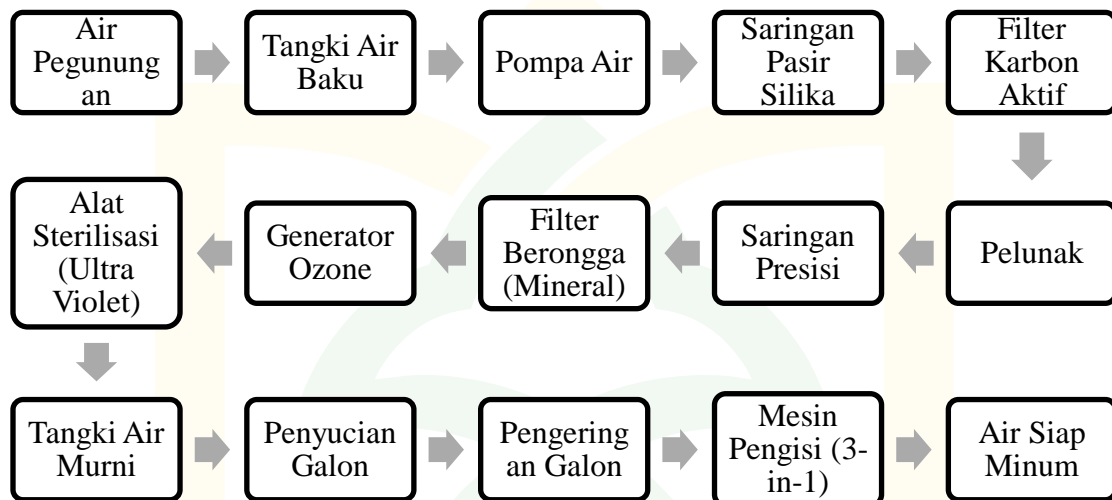 Air
Pegunung
an
Tangki Air
Baku
Pompa Air
Saringan
Pasir
Silika
Filter
Karbon
Aktif
Pelunak
Saringan
Presisi
Filter
Berongga
(Mineral)
Generator
Ozone
Alat
Sterilisasi
(Ultra
Violet)
Tangki Air
Murni
Penyucian
Galon
Pengering
an Galon
Mesin
Pengisi (3-
in-1)
Air Siap
Minum